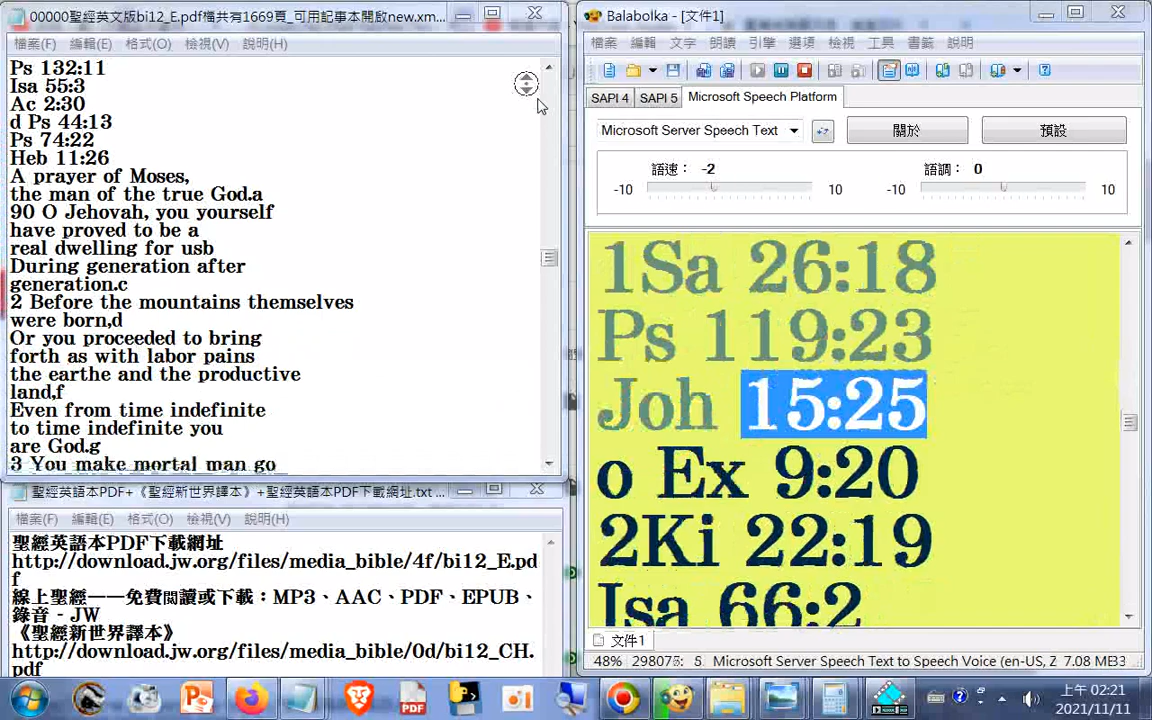 00000聖經英文版bi12_E.pdf檔共有1669頁_可用記事本開啟new.xm...
檔案(F) 編輯(E) 格式(O) 檢視(V) 說明(H)
Ps 132:11
Isa 55:3
Ac 2:30
d Ps 44:13
Ps 74:22
Heb 11:26
A prayer of Moses,
the man of the true God.a
90 O Jehovah, you yourself
have proved to be a
real dwelling for usb
During generation after
generation.c
2 Before the mountains themselves
were born,d
Or you proceeded to bring
forth as with labor pains
the earthe and the productive
land,f
Even from time indefinite
to time indefinite you
are God.g
3 You make mortal man go
聖經英語本PDF+《聖經新世界譯本》+聖經英語本PDF下載網址.txt ...
檔案(F) 編輯(E) 格式(O) 檢視(V) 說明(H)
聖經英語本PDF下載網址
http://download.jw.org/files/media_bible/4f/bi12_E.pd
f
線上聖經——免費閱讀或下載：MP3、AAC、PDF、EPUB、
錄音 - JW
《聖經新世界譯本》
http://download.jw.org/files/media_bible/0d/bi12_CH.
pdf
Balabolka - [文件1]
檔案 編輯 文字 朗讀 引擎 選項 檢視 工具 書籤 說明
SAPI 4 SAPI 5 Microsoft Speech Platform
Microsoft Server Speech Text 關於 預設
語速： -2 語調： 0
-10 10 -10 10
1Sa 26:18
Ps 119:23
Joh 15:25
o Ex 9:20
2Ki 22:19
Isa 66:2
文件1
48% 5 Microsoft Server Speech Text to Speech Voice (en-US, Z 7.08 MB
PDF
上午 02:21
2021/11/11